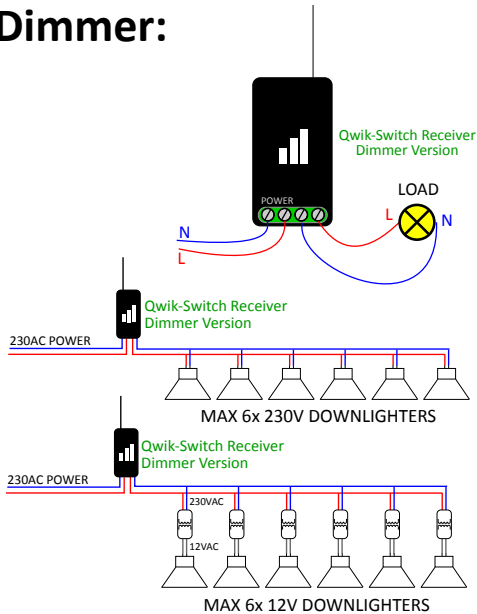 Dimmer:
Qwik-Switch Receiver
Dimmer Version
POWER
LOAD
L
N
N
L
Qwik-Switch Receiver
Dimmer Version
230AC POWER
MAX 6x 230V DOWNLIGHTERS
Qwik-Switch Receiver
Dimmer Version
230AC POWER
230VAC
12VAC
MAX 6x 12V DOWNLIGHTERS